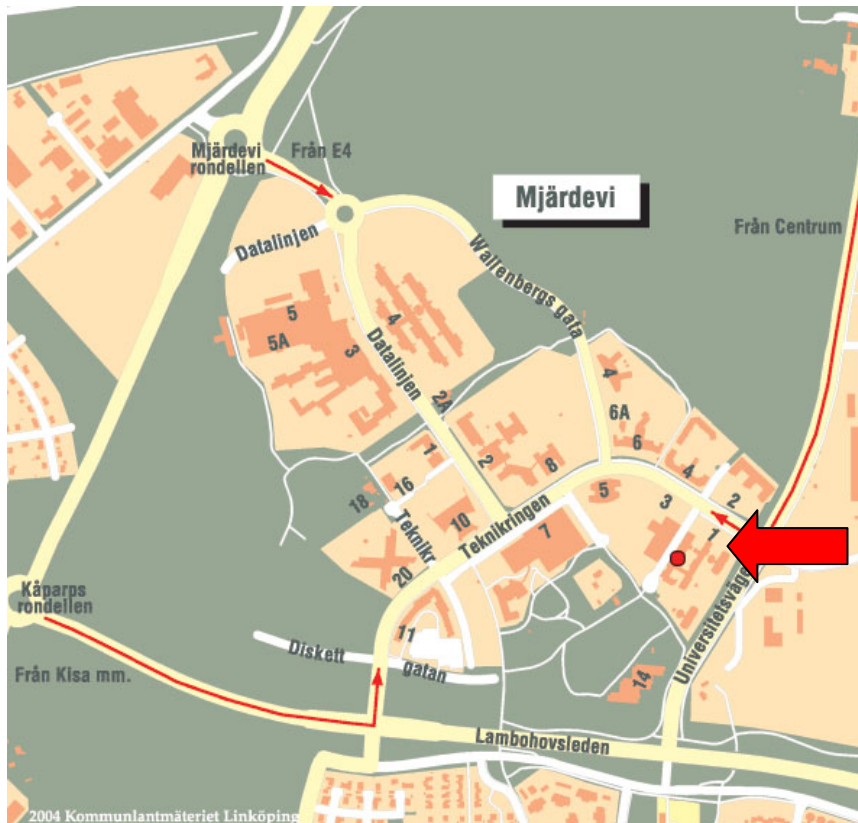 Från E4
Mjärdevi
rondellen
Mjärdevi
Från Centrum
Datalinjen
Wallenbergs gata
5
4
5A
3
Datalinjen
4
2A
6A
6
1
2
8
4
16
5
3
2
18
10
Teknikringen
7
1
Teknikr
20
Kåparps
rondellen
11
Diskett
gatan
Universitetsvägen
Från Kisa mm.
14
Lambohovsleden
2004 Kommunlantmäteriet Linköping